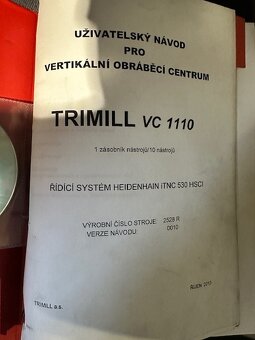 UŽIVATELSKÝ NÁVOD
PRO
VERTIKÁLNÍ OBRÁBĚCÍ CENTRUM
TRIMILL VC 1110
1 zásobník nástrojů/10 nástrojů
ŘÍDÍCÍ SYSTÉM HEIDENHAIN iTNC 530 HSCI
VÝROBNÍ ČÍSLO STROJE: 2528 R
VERZE NÁVODU: 0010
TRIMILL a.s.